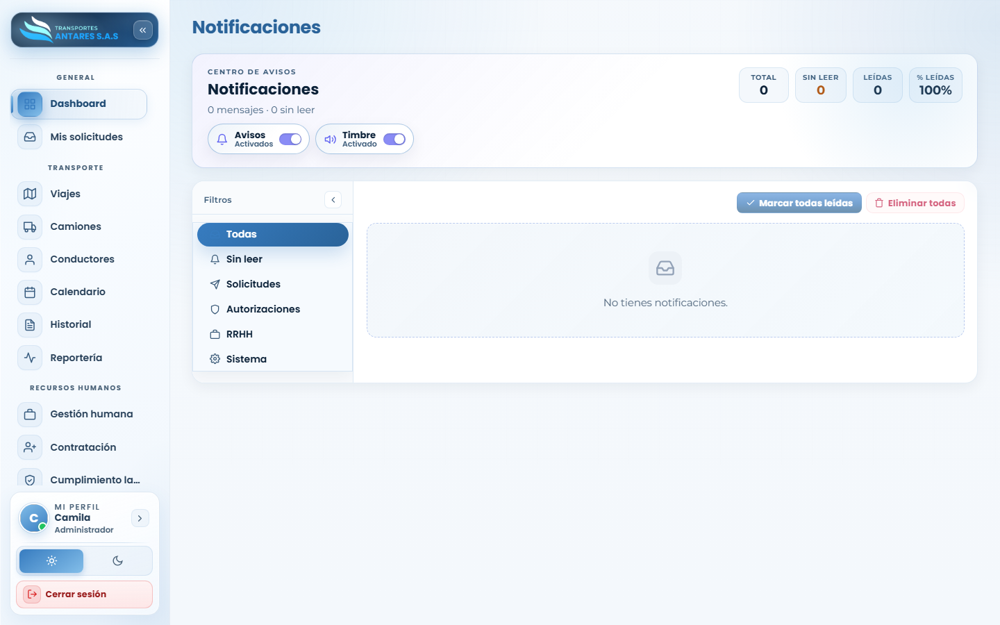 TRANSPORTES
ANTARES S.A.S
GENERAL
Dashboard
Mis solicitudes
TRANSPORTE
Viajes
Camiones
Conductores
Calendario
Historial
Reportería
RECURSOS HUMANOS
Gestión humana
Contratación
Cumplimiento la...
MI PERFIL
C
Camila
Administrador
Cerrar sesión
Notificaciones
CENTRO DE AVISOS
Notificaciones
0 mensajes · 0 sin leer
Avisos
Activados
Timbre
Activado
TOTAL
0
SIN LEER
0
LEÍDAS
0
% LEÍDAS
100%
Filtros
Todas
Sin leer
Solicitudes
Autorizaciones
RRHH
Sistema
Marcar todas leídas
Eliminar todas
No tienes notificaciones.